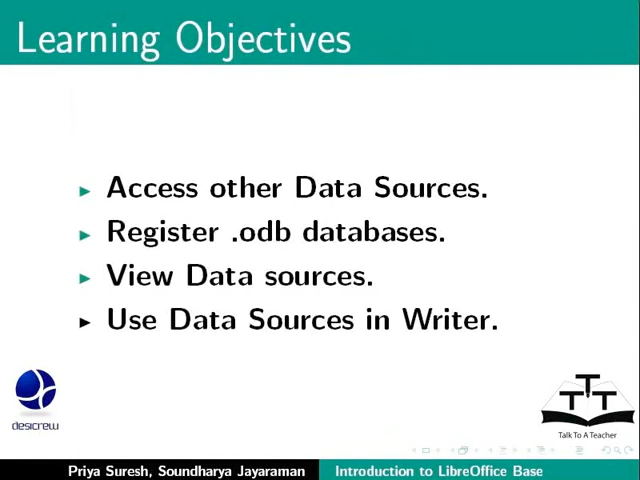 Learning Objectives
Access other Data Sources.
Register .odb databases.
View Data sources.
Use Data Sources in Writer.
desicrew
TTT
Talk To A Teacher
Priya Suresh, Soundharya Jayaraman
Introduction to LibreOffice Base